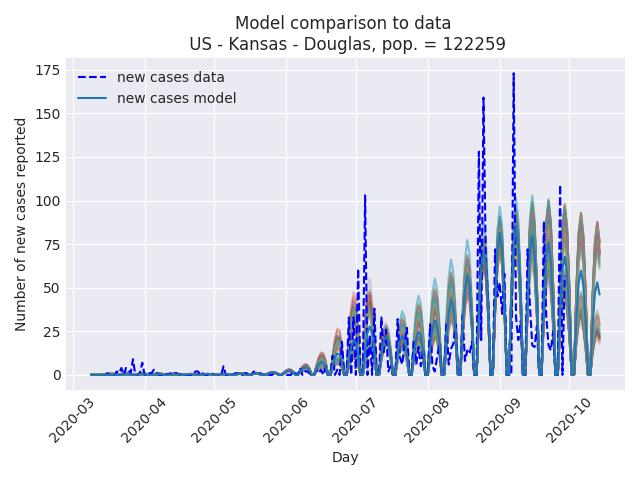 Model comparison to data
US - Kansas - Douglas, pop. = 122259
new cases data
new cases model
Number of new cases reported
175
150
125
100
75
50
25
0
2020-03
2020-04
2020-05
2020-06
2020-07
2020-08
2020-09
2020-10
Day